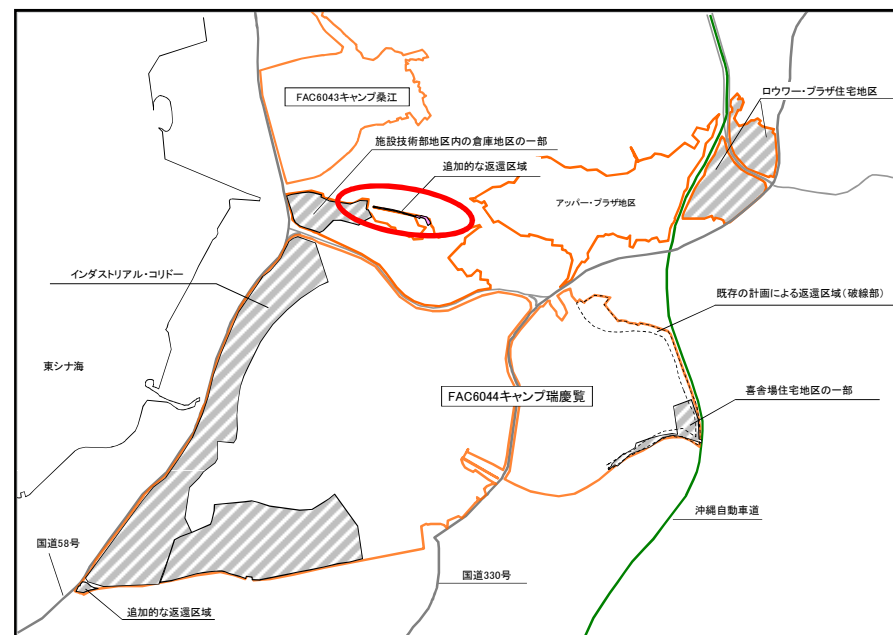 FAC6043キャンプ桑江
ロウワー・プラザ住宅地区
施設技術部地区内の倉庫地区の一部
追加的な返還区域
アッパー・プラザ地区
インダストリアル・コリドー
既存の計画による返還区域(破線部)
東シナ海
FAC6044キャンプ瑞慶覧
喜舎場住宅地区の一部
沖縄自動車道
国道58号
国道330号
追加的な返還区域